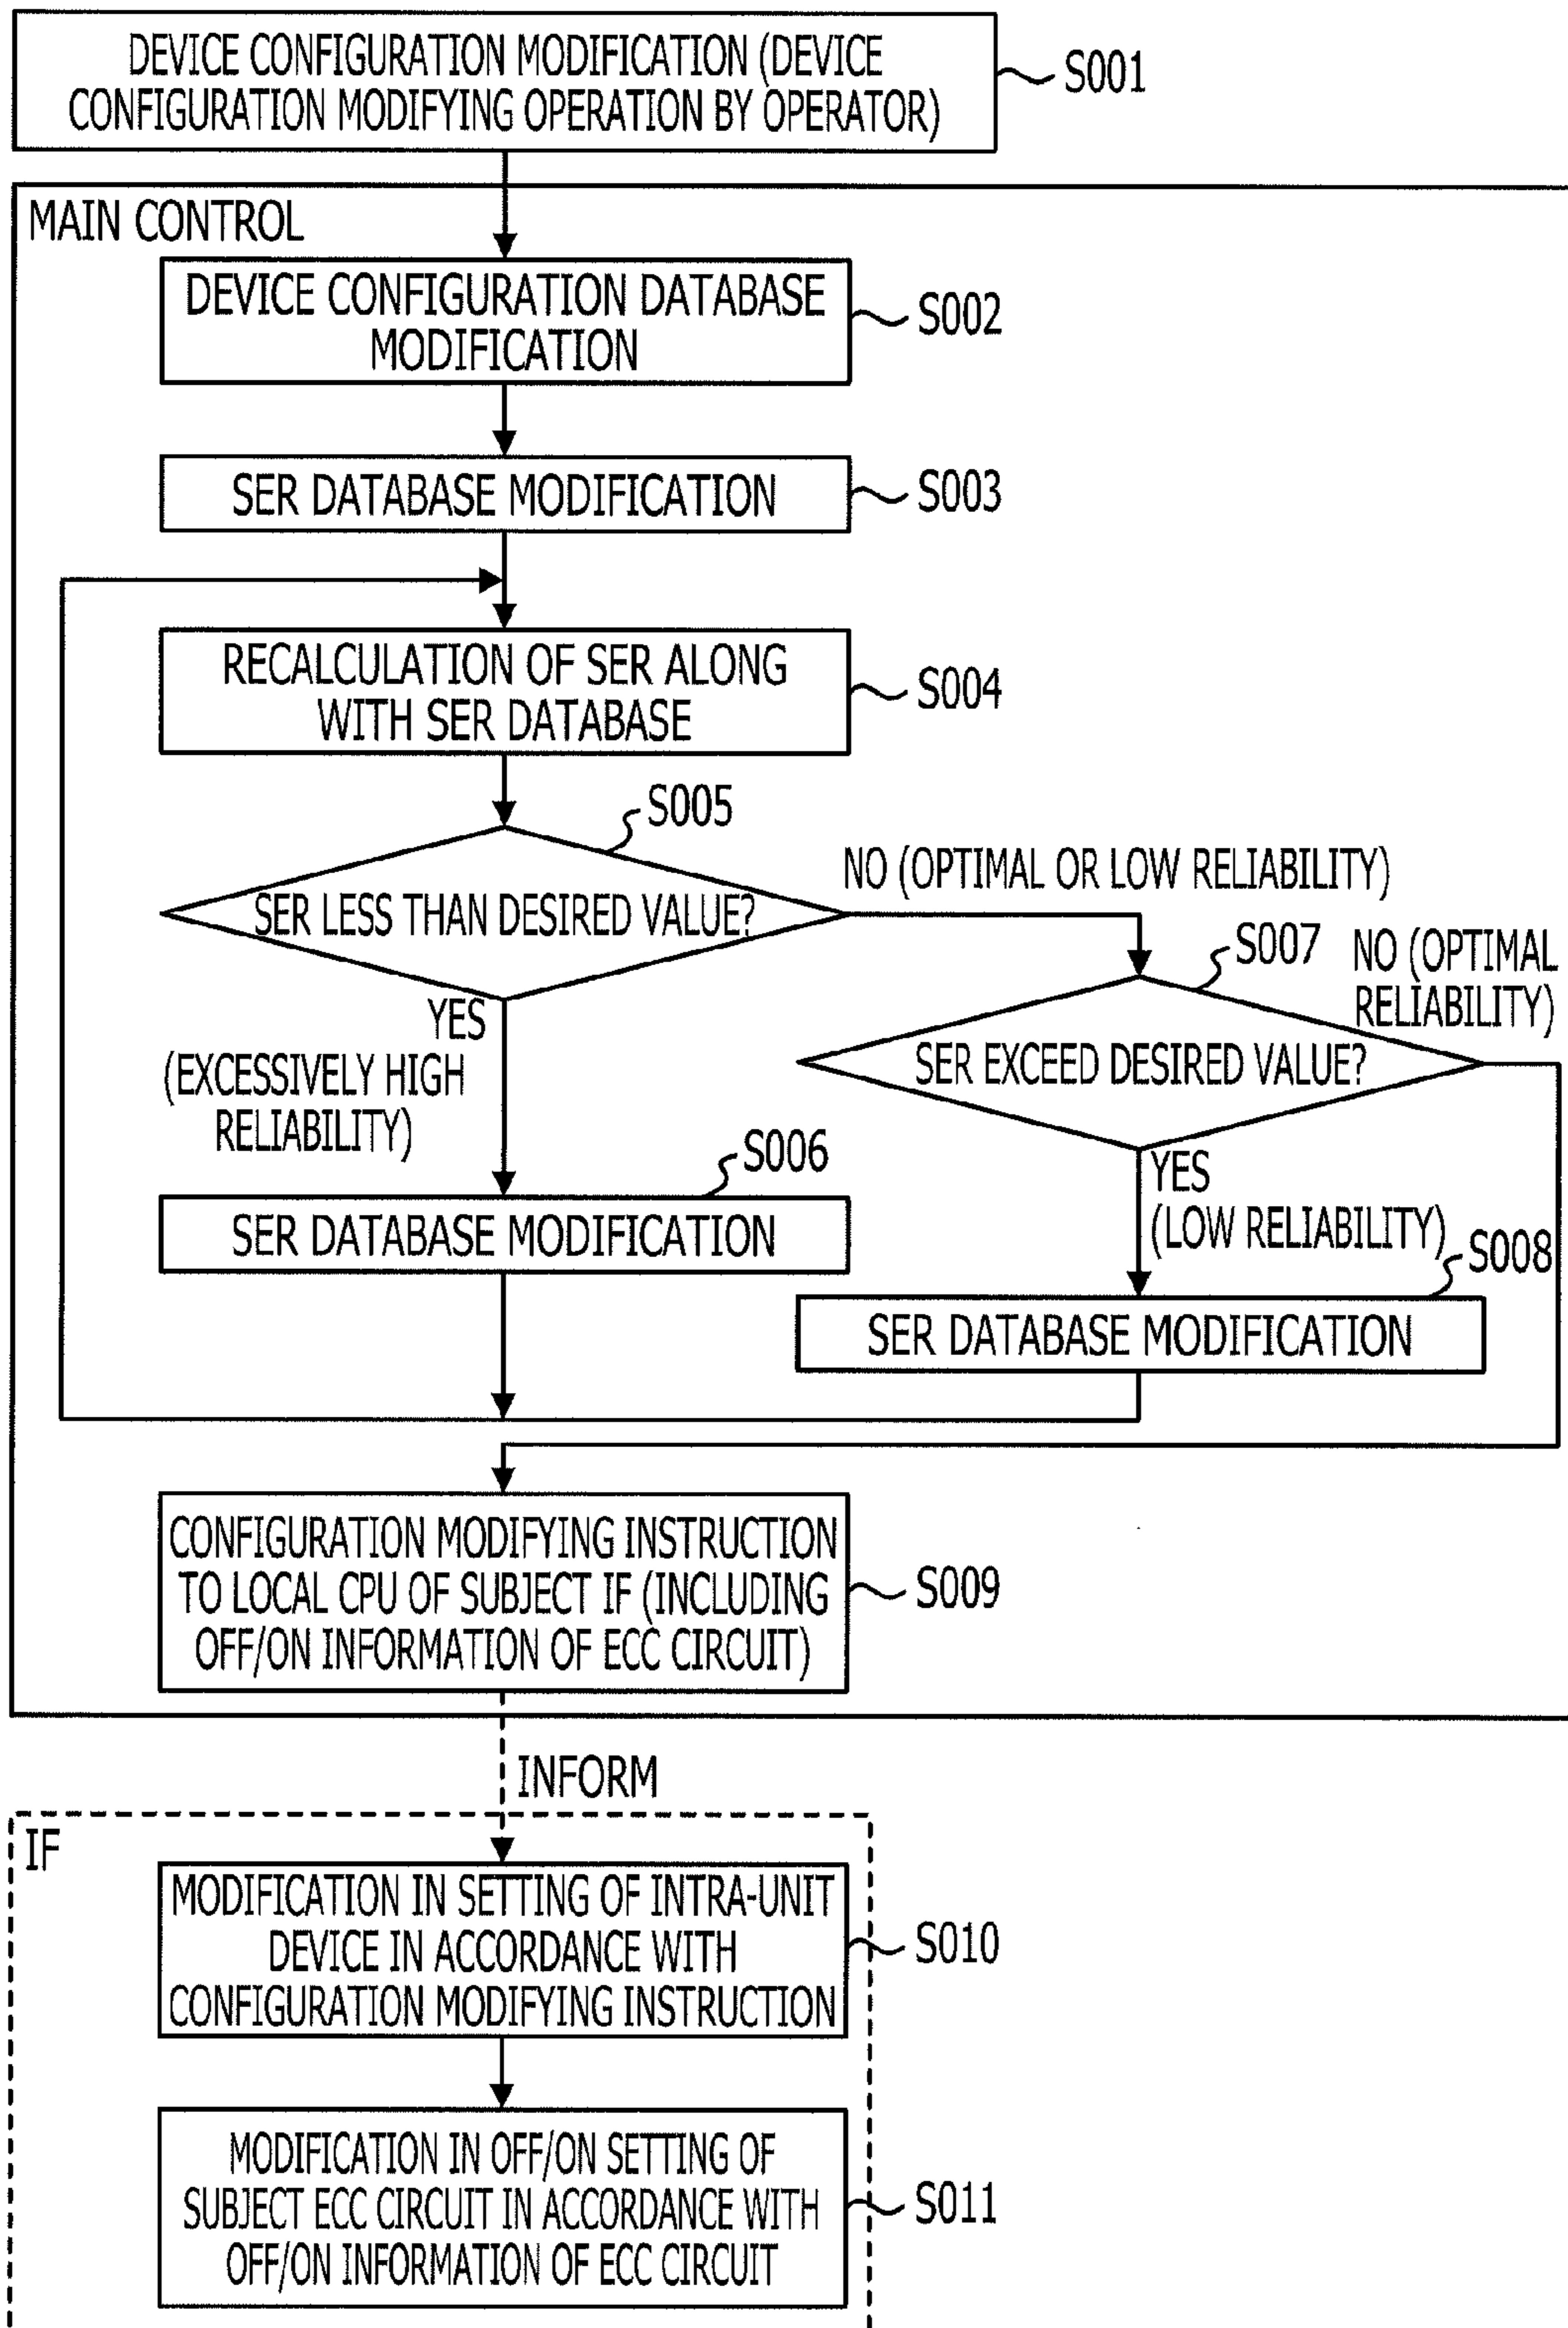 DEVICE CONFIGURATION MODIFICATION (DEVICE
CONFIGURATION MODIFYING OPERATION BY OPERATOR)
S001
MAIN CONTROL
DEVICE CONFIGURATION DATABASE
MODIFICATION
S002
SER DATABASE MODIFICATION
S003
RECALCULATION OF SER ALONG
WITH SER DATABASE
S004
S005
SER LESS THAN DESIRED VALUE?
NO (OPTIMAL OR LOW RELIABILITY)
S007
NO (OPTIMAL
RELIABILITY)
SER EXCEED DESIRED VALUE?
YES
(EXCESSIVELY HIGH
RELIABILITY)
S006
SER DATABASE MODIFICATION
YES
(LOW RELIABILITY)
S008
SER DATABASE MODIFICATION
CONFIGURATION MODIFYING INSTRUCTION
TO LOCAL CPU OF SUBJECT IF (INCLUDING
OFF/ON INFORMATION OF ECC CIRCUIT)
S009
INFORM
IF
MODIFICATION IN SETTING OF INTRA-UNIT
DEVICE IN ACCORDANCE WITH
CONFIGURATION MODIFYING INSTRUCTION
S010
MODIFICATION IN OFF/ON SETTING OF
SUBJECT ECC CIRCUIT IN ACCORDANCE WITH
OFF/ON INFORMATION OF ECC CIRCUIT
S011